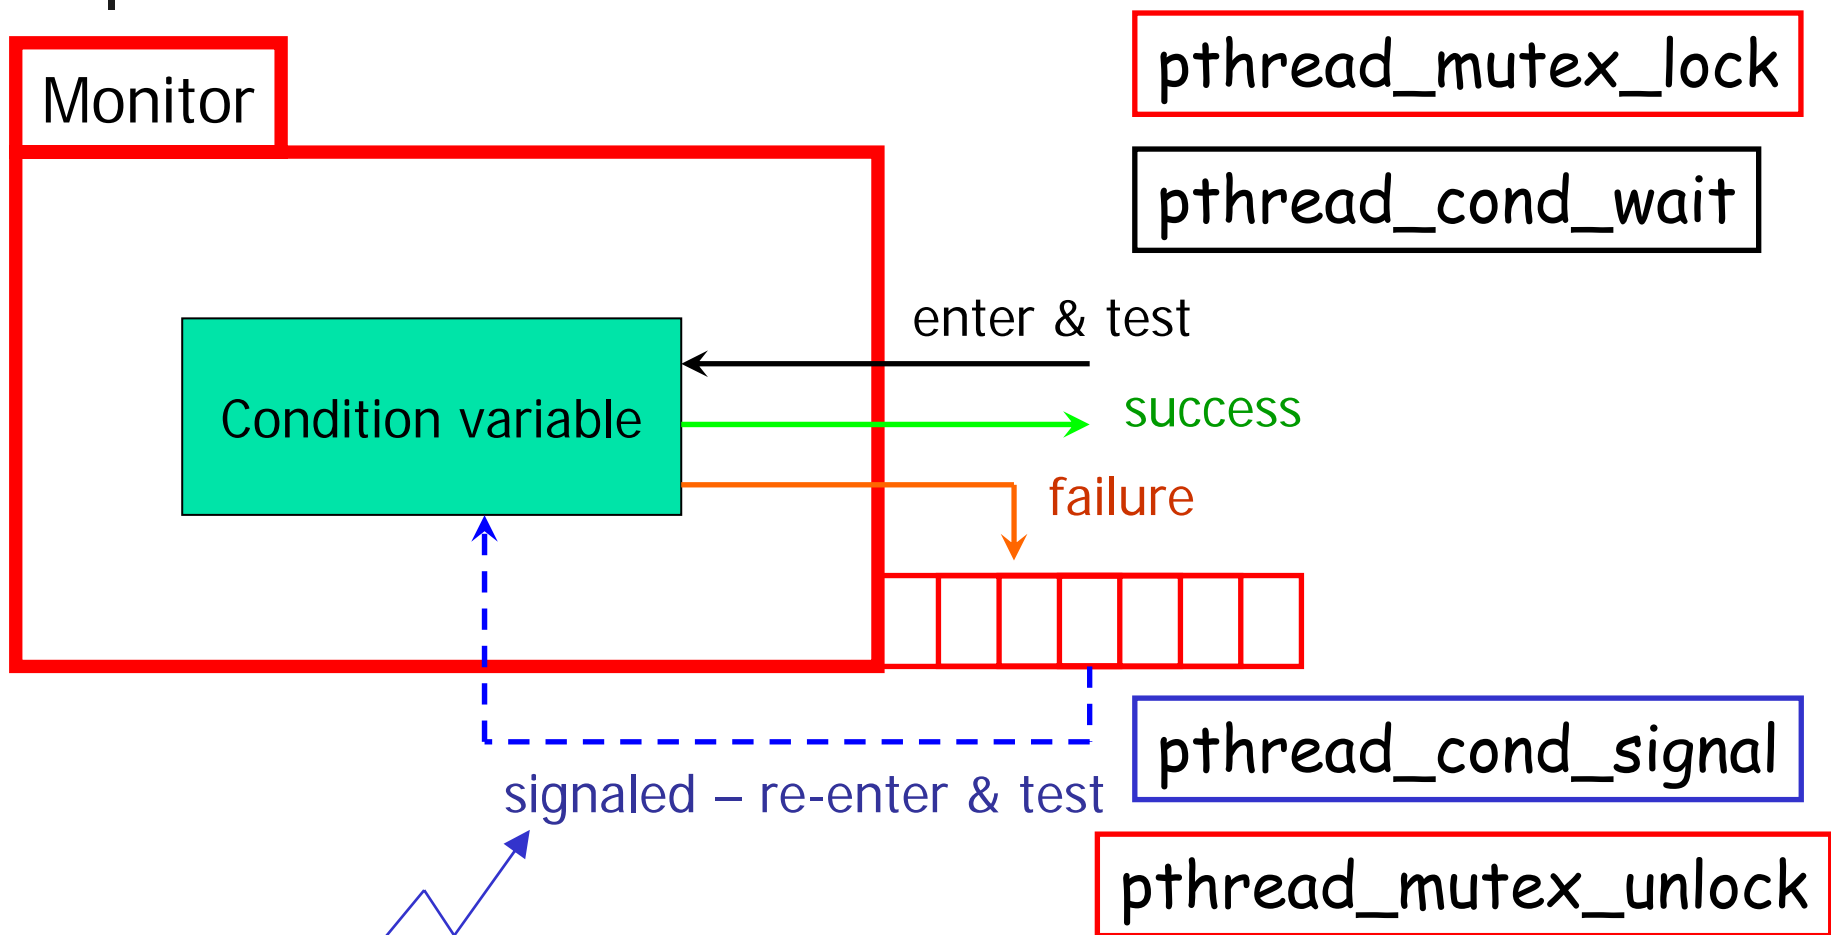 Monitor
pthread_mutex_lock
pthread_cond_wait
enter & test
Condition variable
success
failure
pthread_cond_signal
signaled – re-enter & test
pthread_mutex_unlock